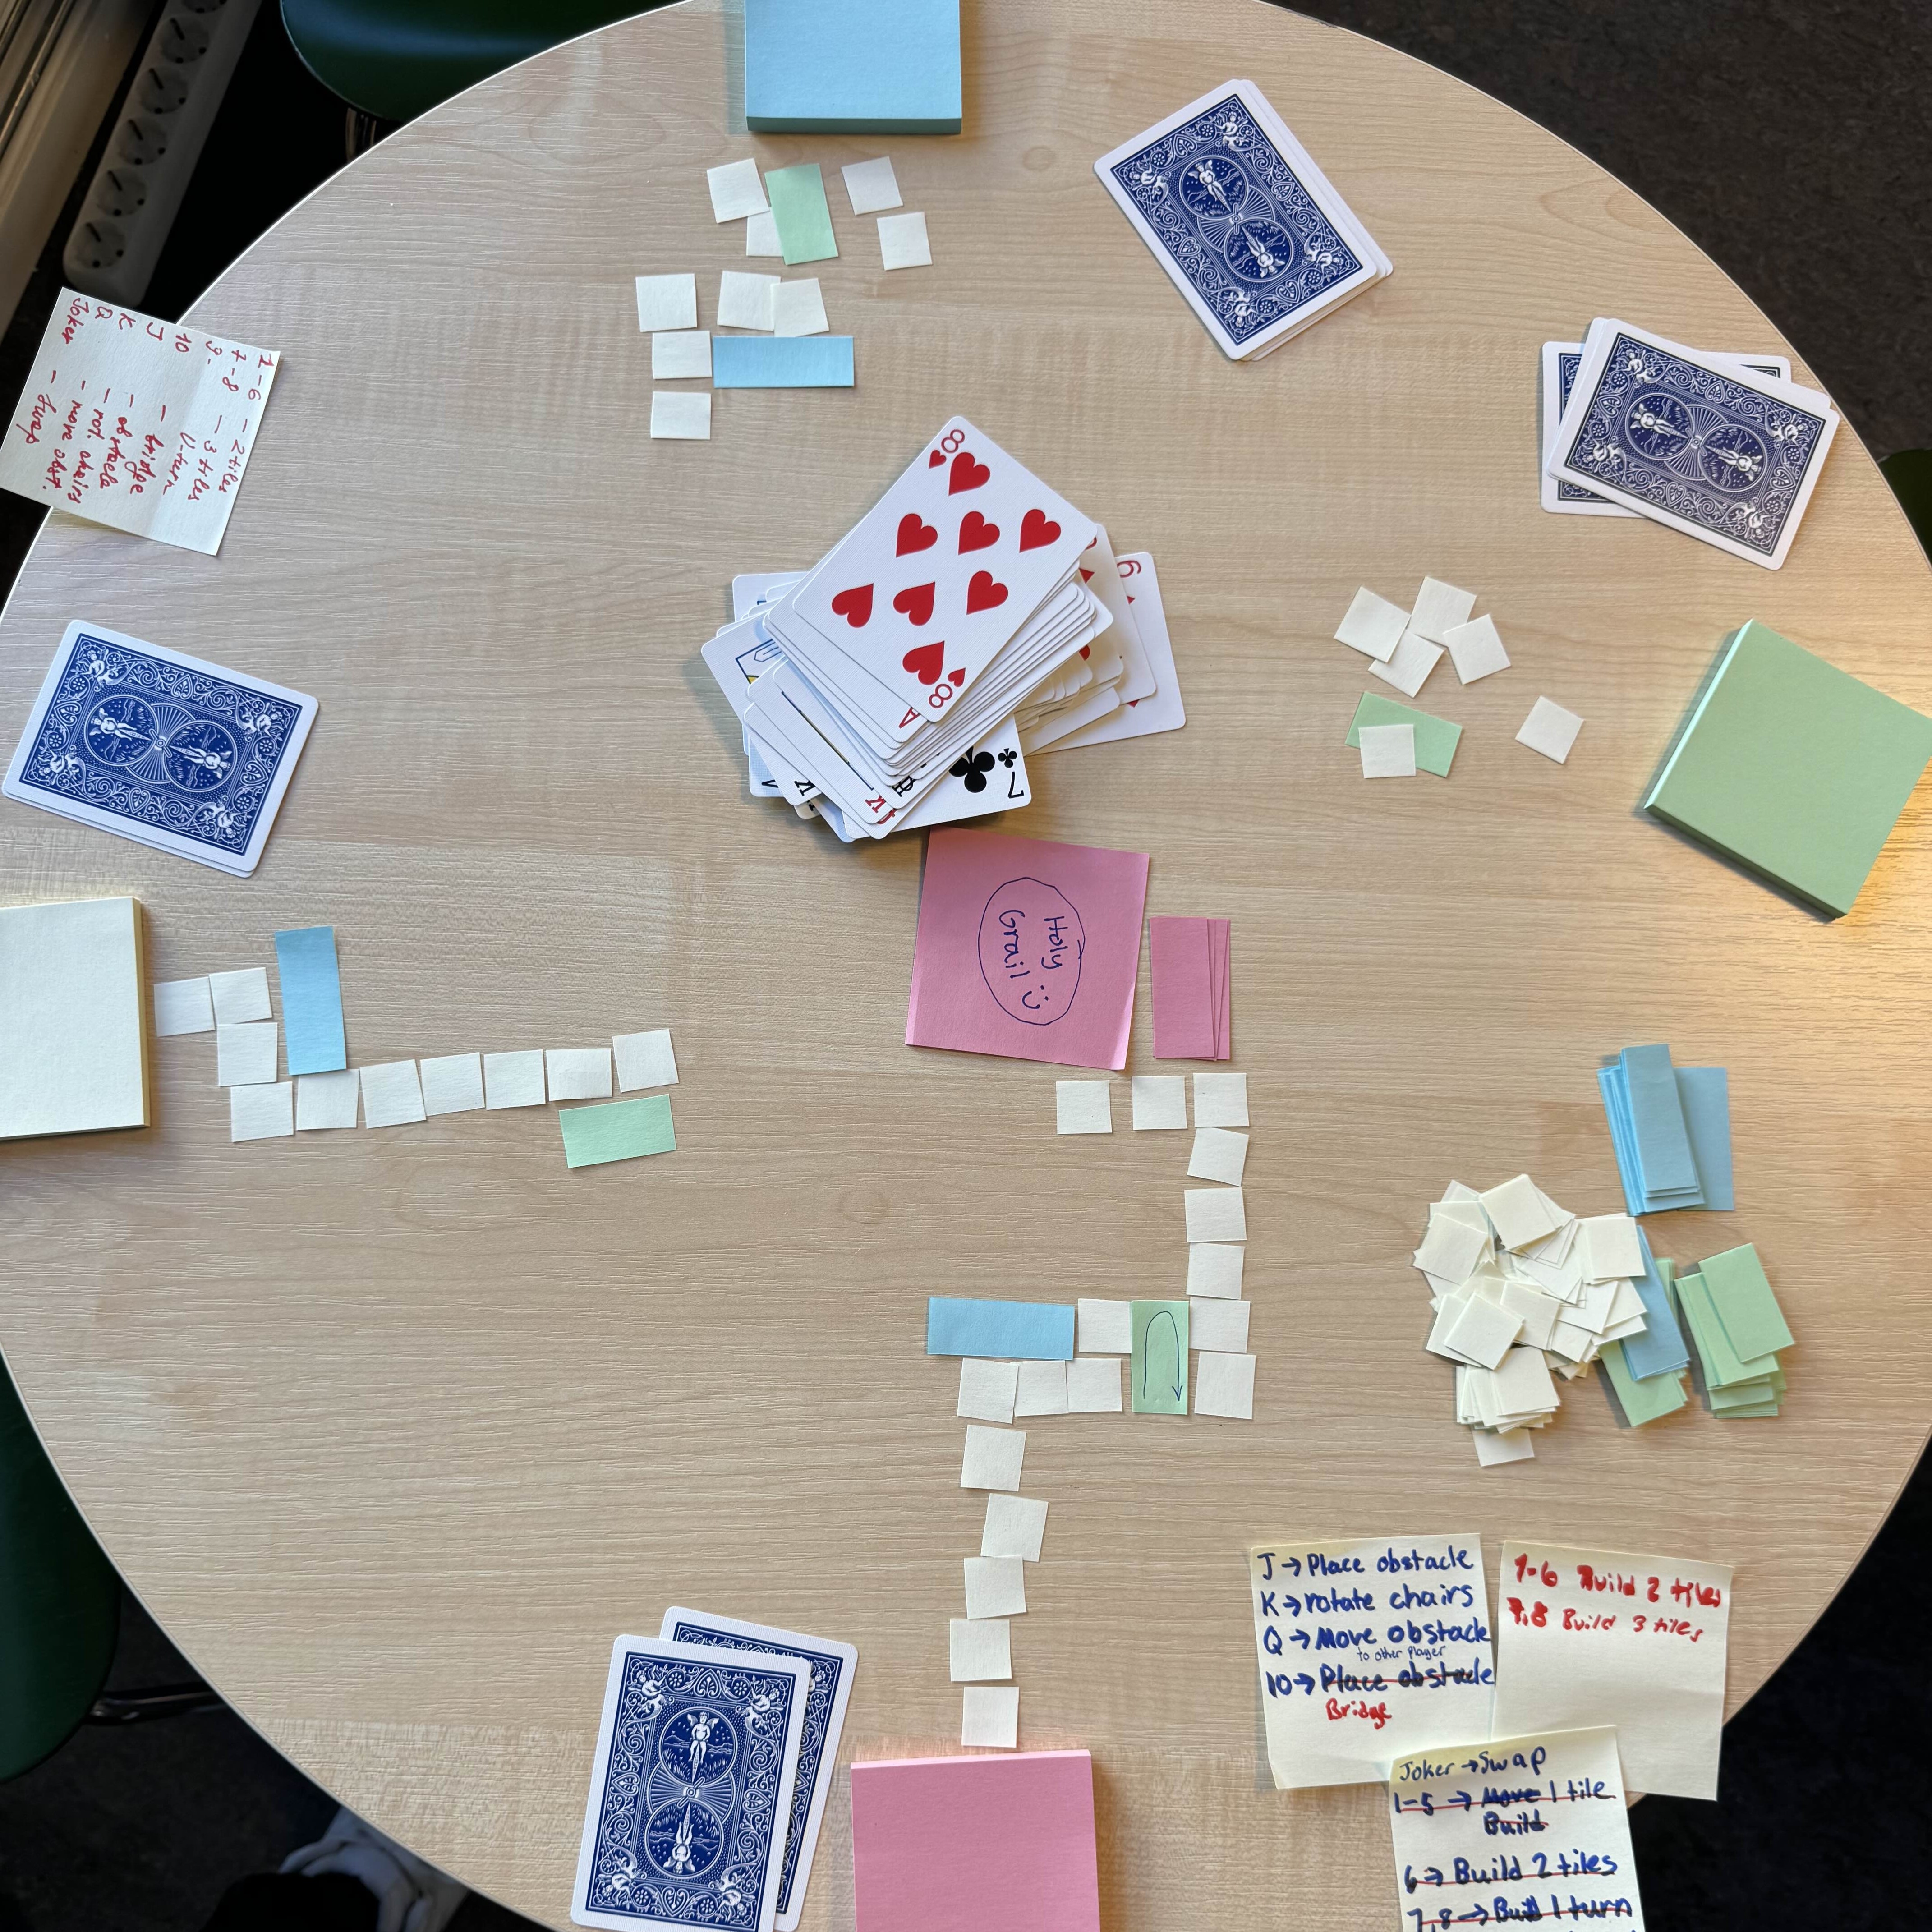 1-6 - 2 tiles
7-8 - 3 tiles
9 - U-turn
10 - bridge
J - obstacle
K - rot. chairs
Q - move obst.
Joker - Swap
8
8
A
6
7
K
Holy
Grail :)
J → Place obstacle
K → rotate chairs
Q → Move obstacle
to other player
10 → Place obstacle
Bridge
1-6 Build 2 tiles
7,8 Build 3 tiles
Joker → Swap
1-5 → Move 1 tile
Build
6 → Build 2 tiles
7,8 → Build 1 turn